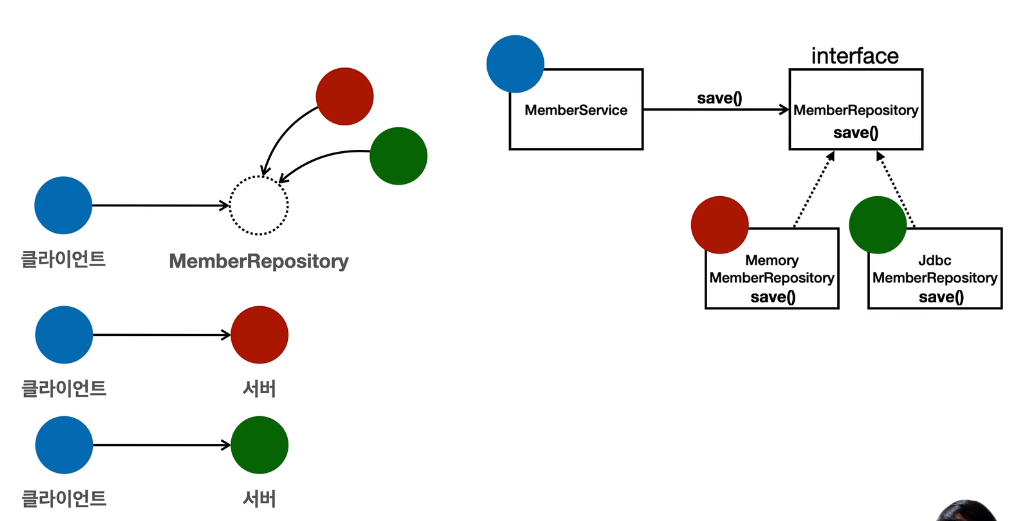 클라이언트
MemberRepository
클라이언트
서버
클라이언트
서버
interface
MemberService
save()
MemberRepository
save()
Memory
MemberRepository
save()
Jdbc
MemberRepository
save()